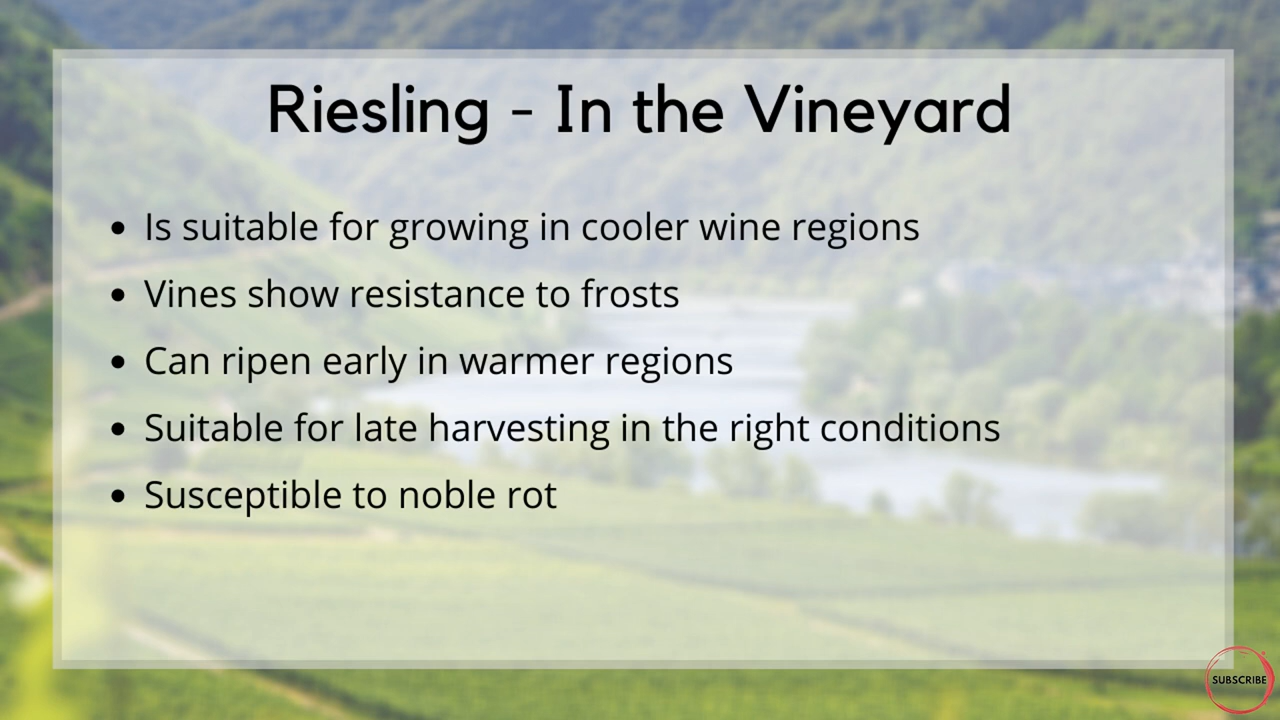 Riesling - In the Vineyard
• Is suitable for growing in cooler wine regions
• Vines show resistance to frosts
• Can ripen early in warmer regions
• Suitable for late harvesting in the right conditions
• Susceptible to noble rot
SUBSCRIBE